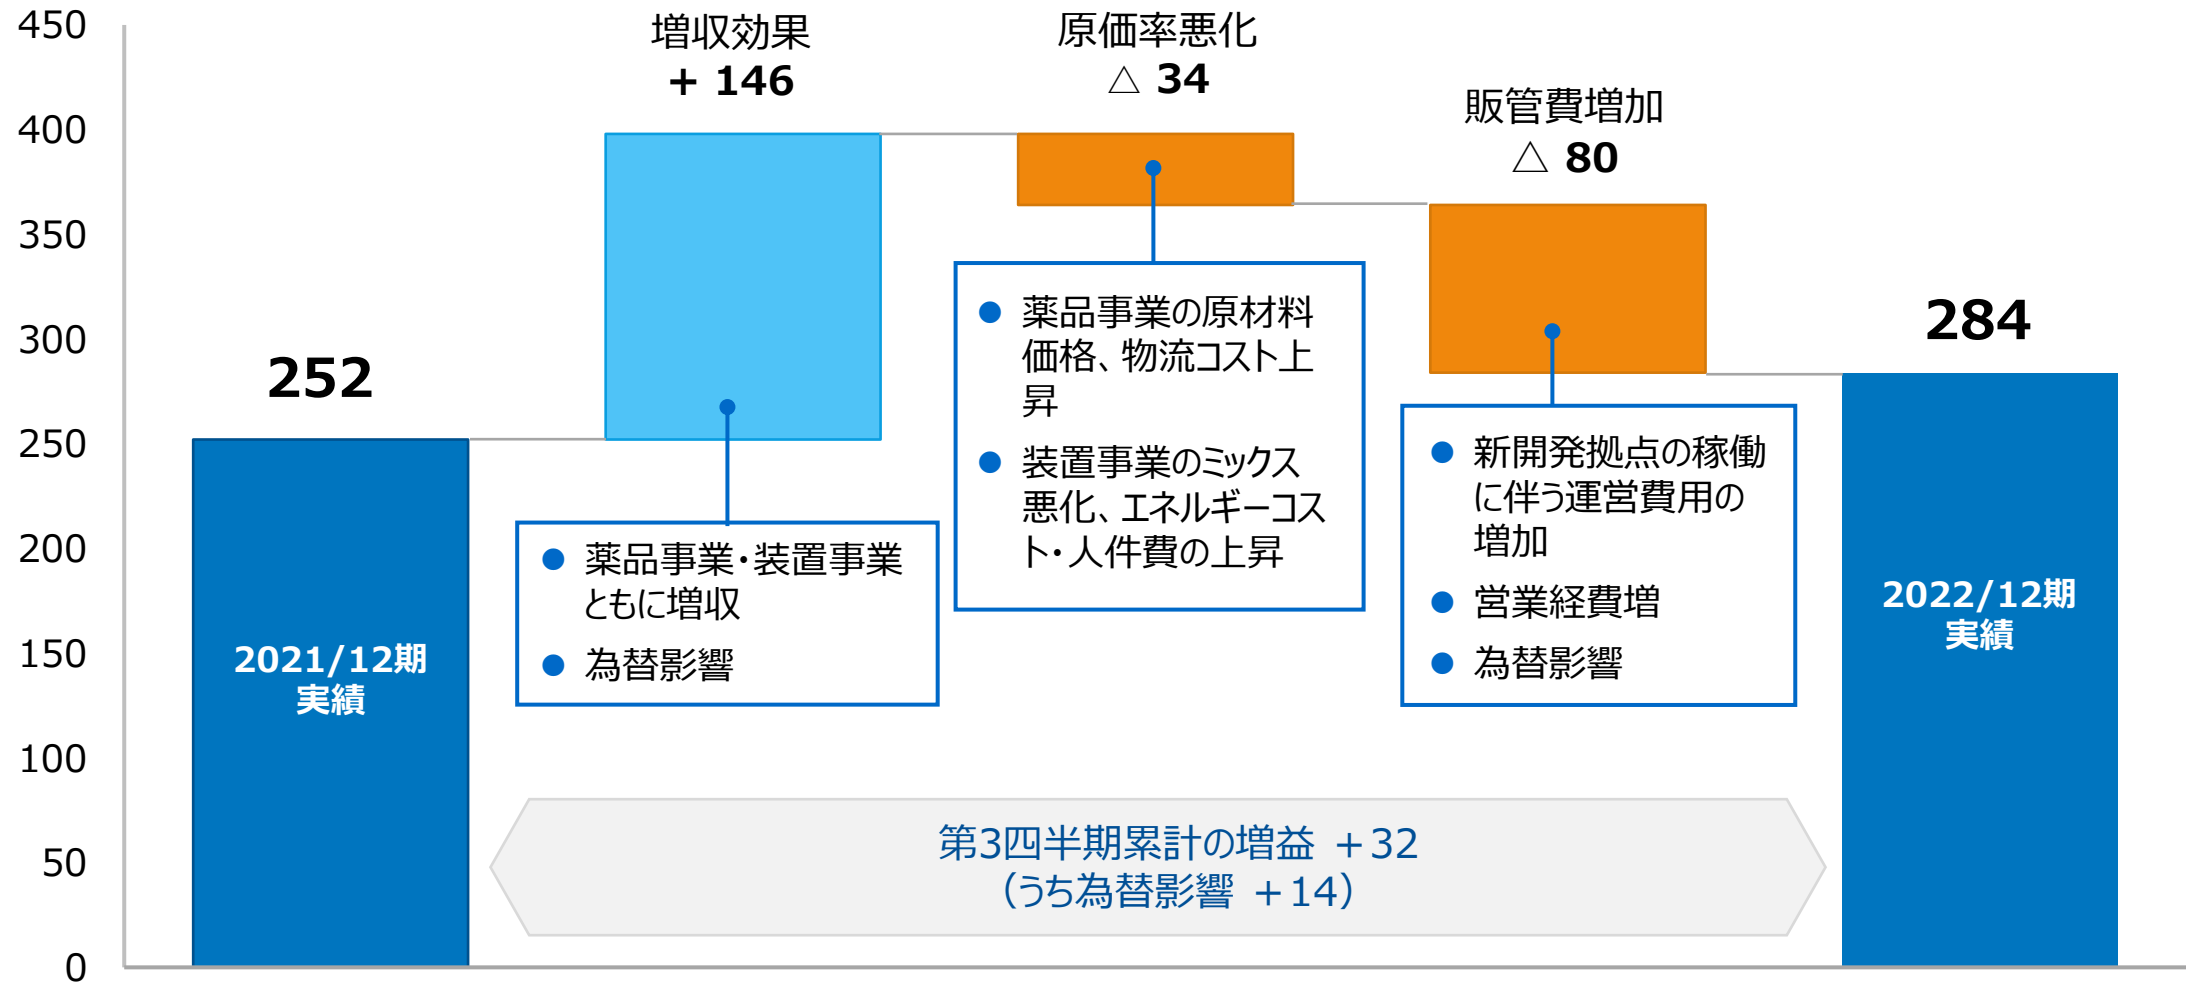 450
400
350
300
250
200
150
100
50
0
252
2021/12期
実績
増収効果
+ 146
薬品事業・装置事業
ともに増収
為替影響
原価率悪化
△ 34
薬品事業の原材料
価格、物流コスト上
昇
装置事業のミックス
悪化、エネルギーコス
ト・人件費の上昇
販管費増加
△ 80
新開発拠点の稼働
に伴う運営費用の
増加
営業経費増
為替影響
284
2022/12期
実績
第3四半期累計の増益 +32
（うち為替影響 +14）